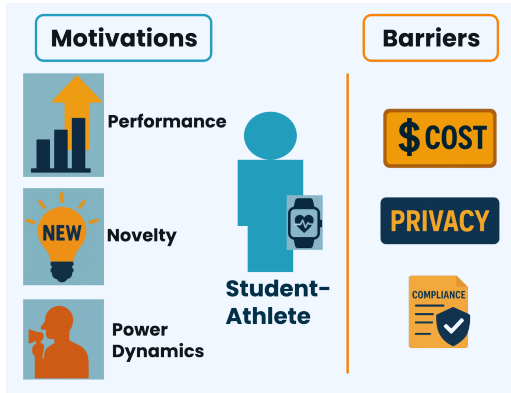 Motivations
Barriers
Performance
NEW
Novelty
Power
Dynamics
Student-
Athlete
$ COST
PRIVACY
COMPLIANCE